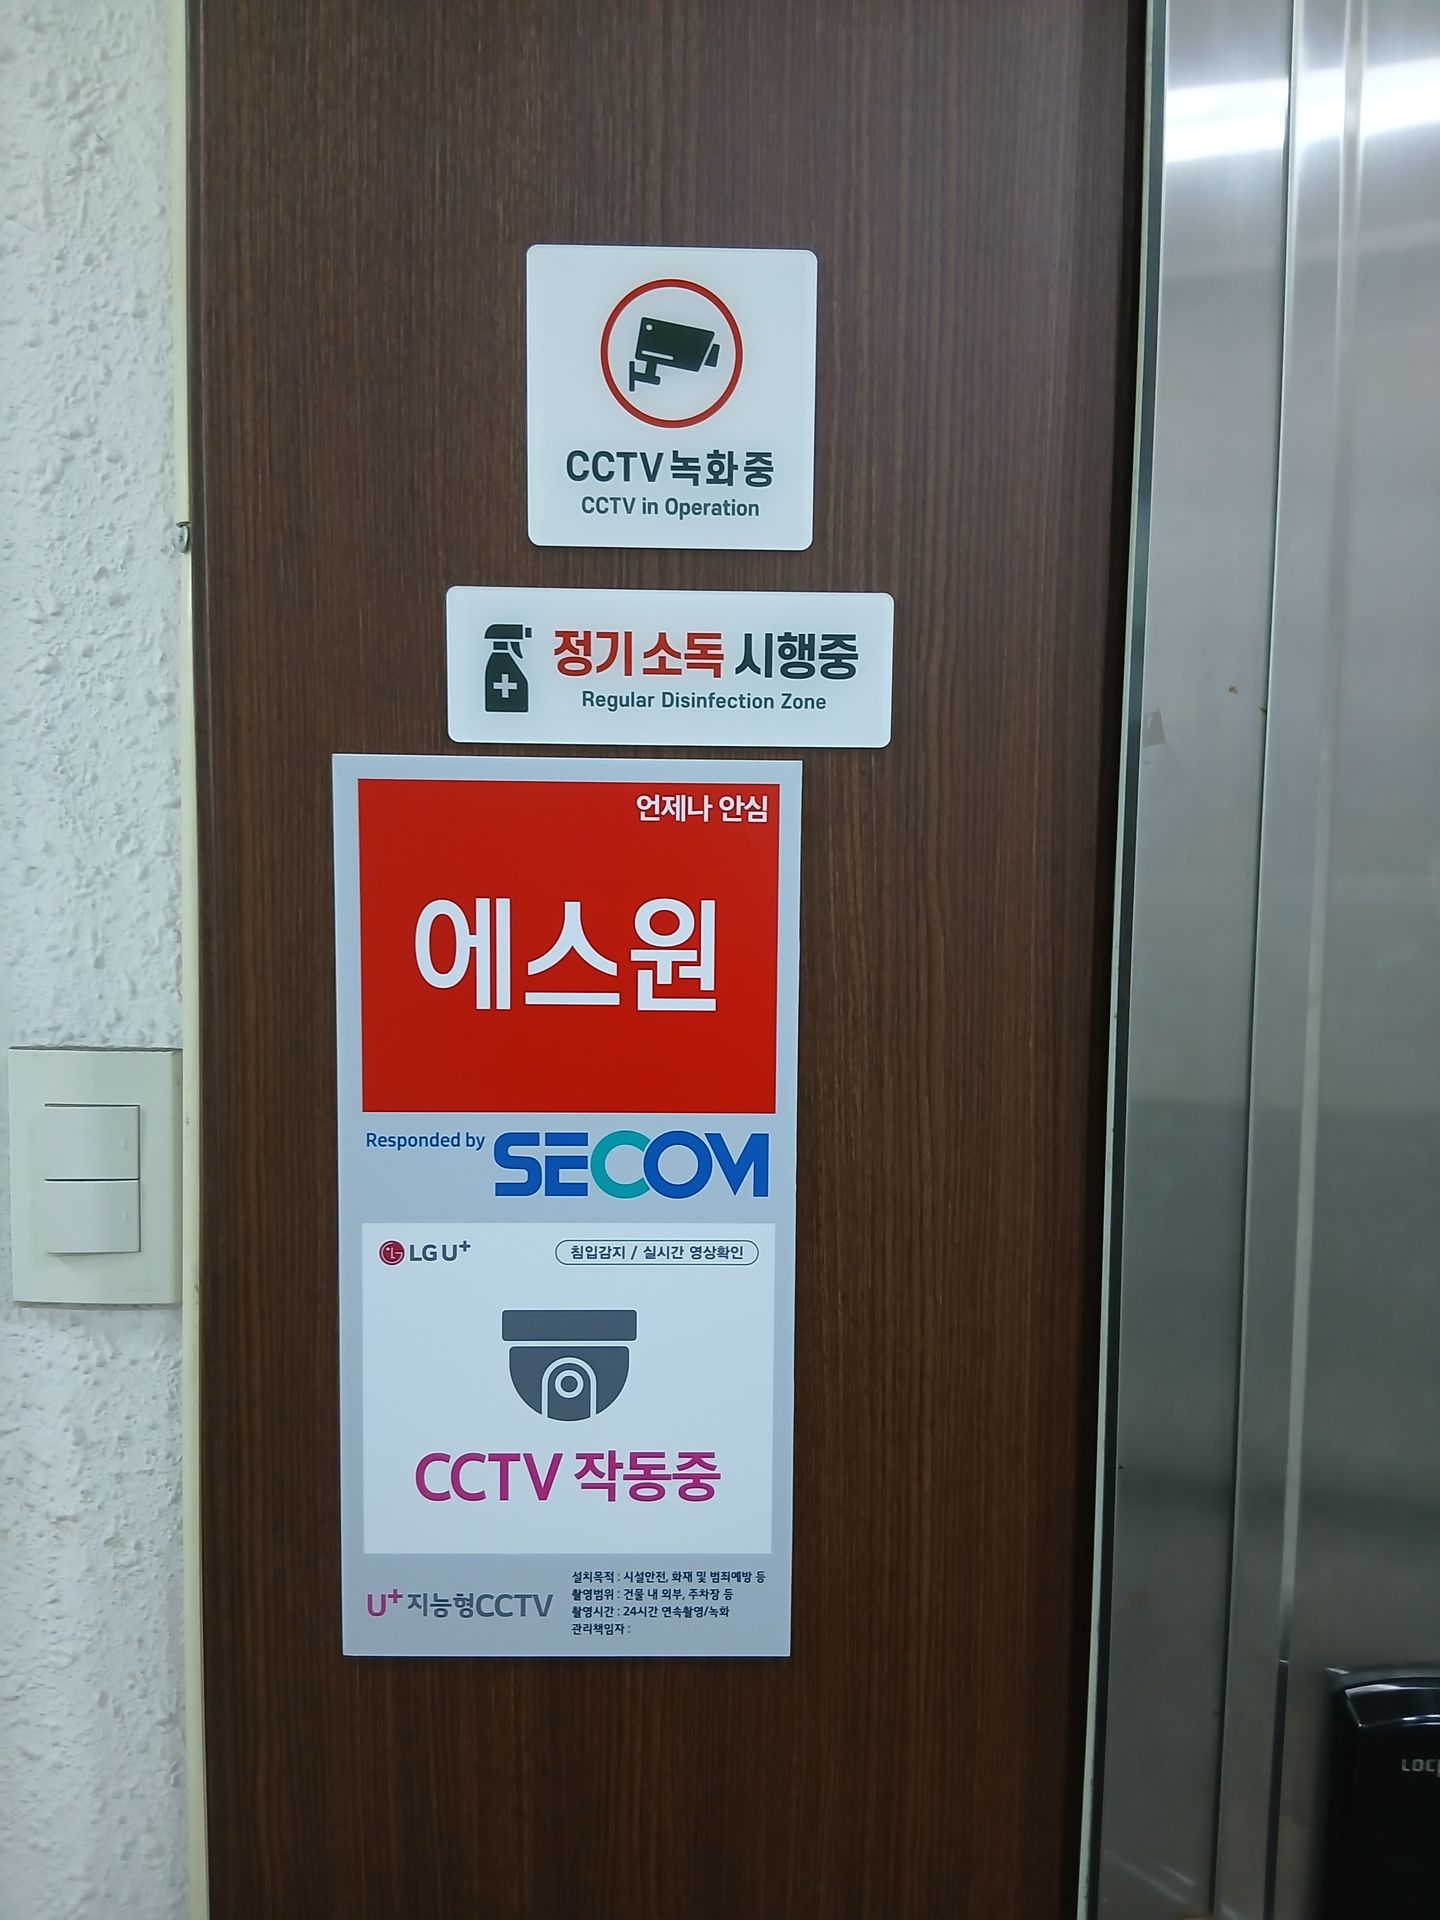 CCTV 녹화중
CCTV in Operation
정기 소독 시행중
Regular Disinfection Zone
언제나 안심
에스원
Responded by SECOM
LG U+ 침입감지 / 실시간 영상확인
CCTV 작동중
U+지능형CCTV
설치목적 : 시설안전, 화재 및 범죄예방 등
촬영범위 : 건물 내 외부, 주차장 등
촬영시간 : 24시간 연속촬영/녹화
관리책임자 :